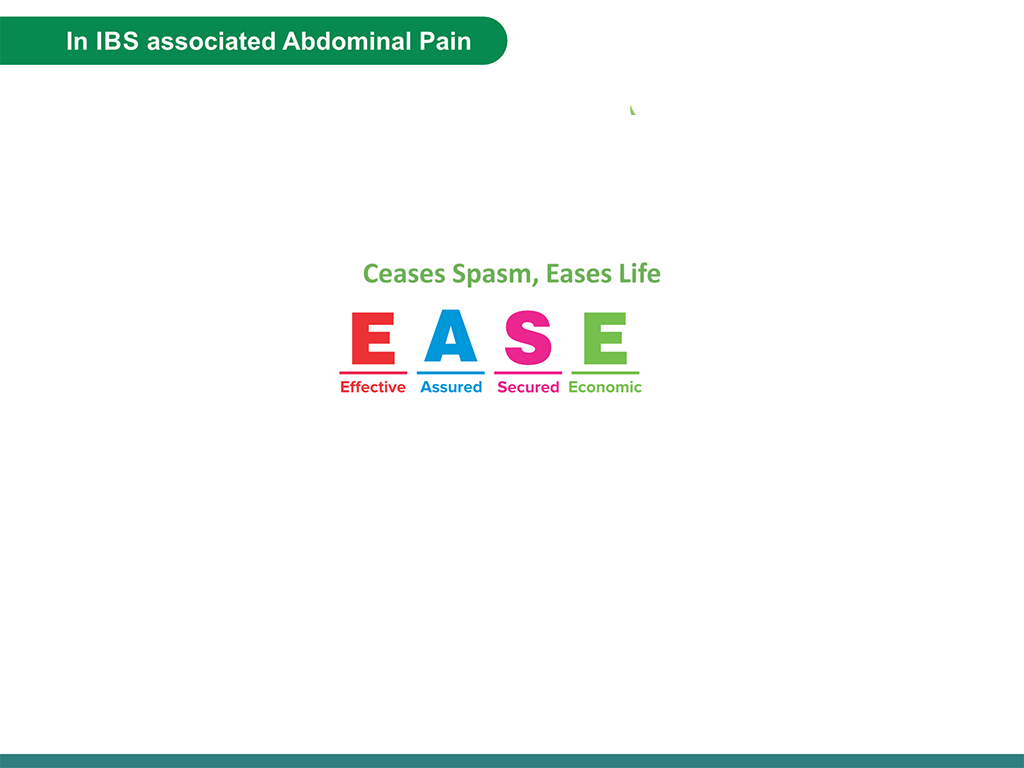 In IBS associated Abdominal Pain
Ceases Spasm, Eases Life
E A S E
Effective Assured Secured Economic